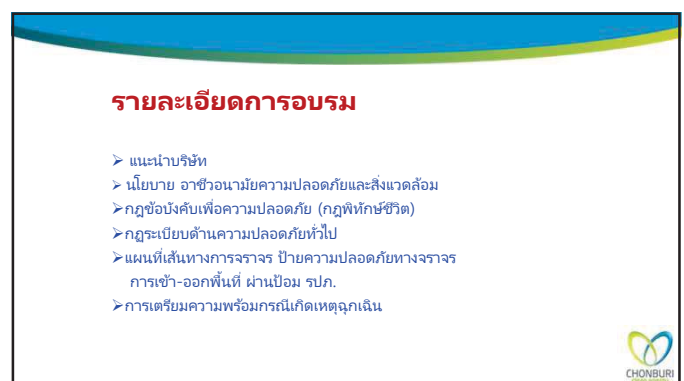 รายละเอียดการอบรม
➢ แนะนำบริษัท
➢ นโยบาย อาชีวอนามัยความปลอดภัยและสิ่งแวดล้อม
➢กฎข้อบังคับเพื่อความปลอดภัย (กฎพิทักษ์ชีวิต)
➢กฏระเบียบด้านความปลอดภัยทั่วไป
➢แผนที่เส้นทางการจราจร ป้ายความปลอดภัยทางจราจร
การเข้า-ออกพื้นที่ ผ่านป้อม รปภ.
➢การเตรียมความพร้อมกรณีเกิดเหตุฉุกเฉิน
CHONBURI